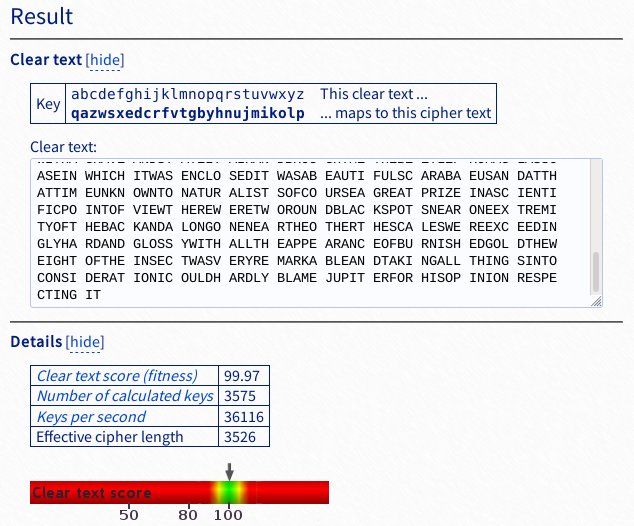 Result
Clear text [hide]
Key abcdefghijklmnopqrstuvwxyz This clear text ...
qazwsxedcrfvtgbyhnujmikolp ... maps to this cipher text
Clear text:
ASEIN WHICH ITWAS ENCLO SEDIT WASAB EAUTI FULSC ARABA EUSAN DATTH
ATTIM EUNKN OWNTO NATUR ALIST SOFCO URSEA GREAT PRIZE INASC IENTI
FICPO INTOF VIEWT HEREW ERETW OROUN DBLAC KSPOT SNEAR ONEEX TREMI
TYOFT HEBAC KANDA LONGO NENEA RTHEO THERT HESCA LESWE REEXC EEDIN
GLYHA RDAND GLOSS YWITH ALLTH EAPPE ARANC EOFBU RNISH EDGOL DTHEW
EIGHT OFTHE INSEC TWASV ERYRE MARKA BLEAN DTAKI NGALL THING SINTO
CONSI DERAT IONIC OULDH ARDLY BLAME JUPIT ERFOR HISOP INION RESPE
CTING IT
Details [hide]
Clear text score (fitness) 99.97
Number of calculated keys 3575
Keys per second 36116
Effective cipher length 3526
Clear text score
50 80 100